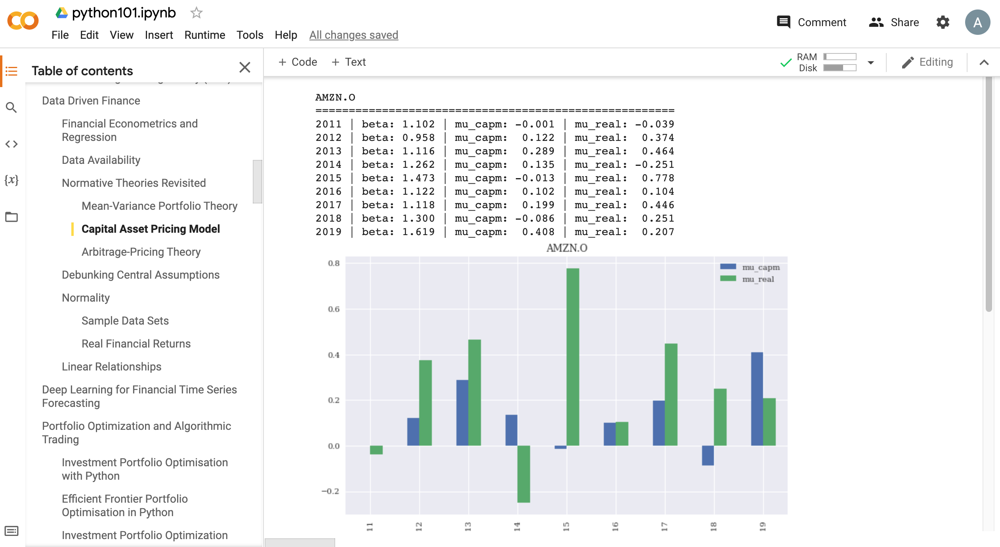 python101.ipynb
File Edit View Insert Runtime Tools Help All changes saved
Comment Share A
Table of contents
+ Code + Text
RAM
Disk
Editing
Data Driven Finance
Financial Econometrics and
Regression
Data Availability
Normative Theories Revisited
Mean-Variance Portfolio Theory
Capital Asset Pricing Model
Arbitrage-Pricing Theory
Debunking Central Assumptions
Normality
Sample Data Sets
Real Financial Returns
Linear Relationships
Deep Learning for Financial Time Series
Forecasting
Portfolio Optimization and Algorithmic
Trading
Investment Portfolio Optimisation
with Python
Efficient Frontier Portfolio
Optimisation in Python
Investment Portfolio Optimization
{x}
AMZN.O
======================================================
2011 | beta: 1.102 | mu_capm: -0.001 | mu_real: -0.039
2012 | beta: 0.958 | mu_capm:  0.122 | mu_real:  0.374
2013 | beta: 1.116 | mu_capm:  0.289 | mu_real:  0.464
2014 | beta: 1.262 | mu_capm:  0.135 | mu_real: -0.251
2015 | beta: 1.473 | mu_capm: -0.013 | mu_real:  0.778
2016 | beta: 1.122 | mu_capm:  0.102 | mu_real:  0.104
2017 | beta: 1.118 | mu_capm:  0.199 | mu_real:  0.446
2018 | beta: 1.300 | mu_capm: -0.086 | mu_real:  0.251
2019 | beta: 1.619 | mu_capm:  0.408 | mu_real:  0.207
AMZN.O
mu_capm
mu_real
0.8
0.6
0.4
0.2
0.0
−0.2
11 12 13 14 15 16 17 18 19